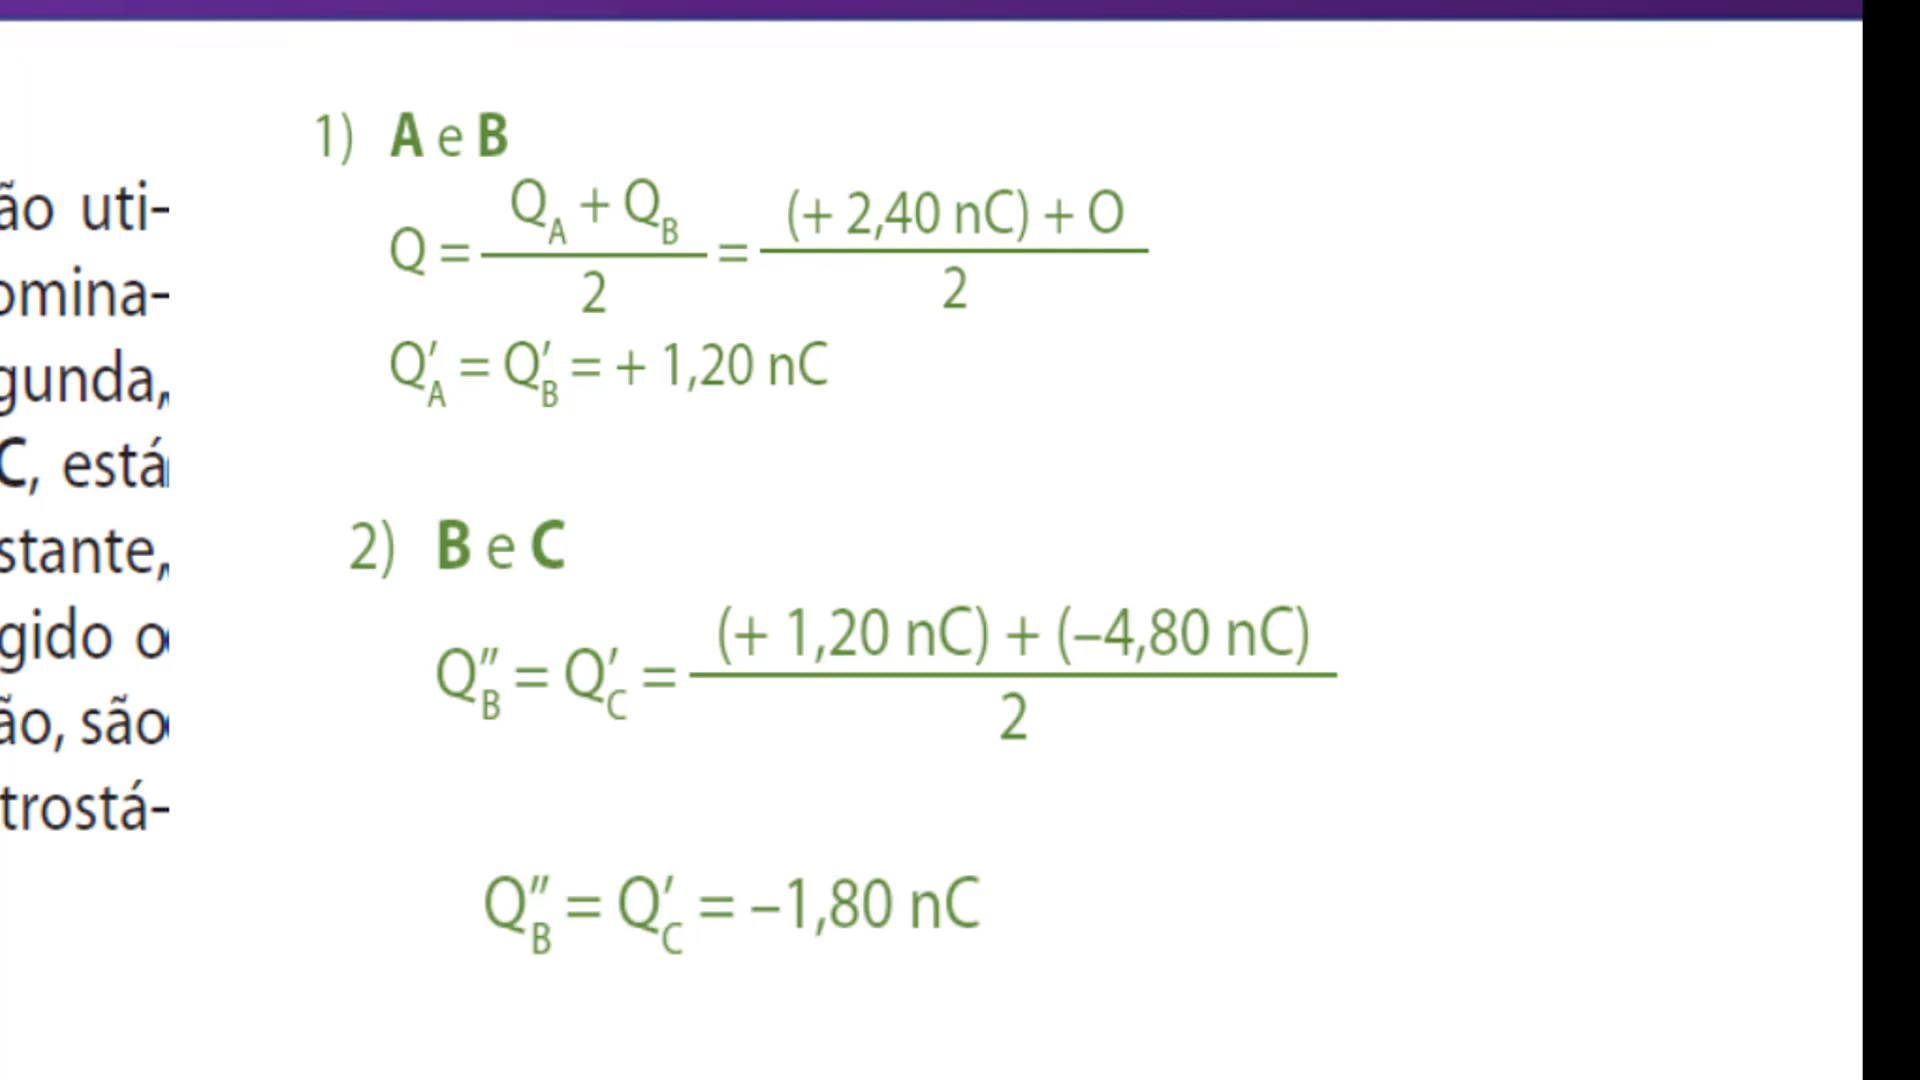 ão uti-
omina-
gunda,
C, está
stante,
gido o
ão, são
trostá-
1) A e B
Q = (Q_A + Q_B)/2 = ((+ 2,40 nC) + O)/2
Q′_A = Q′_B = + 1,20 nC
2) B e C
Q″_B = Q′_C = ((+ 1,20 nC) + (–4,80 nC))/2
Q″_B = Q′_C = –1,80 nC